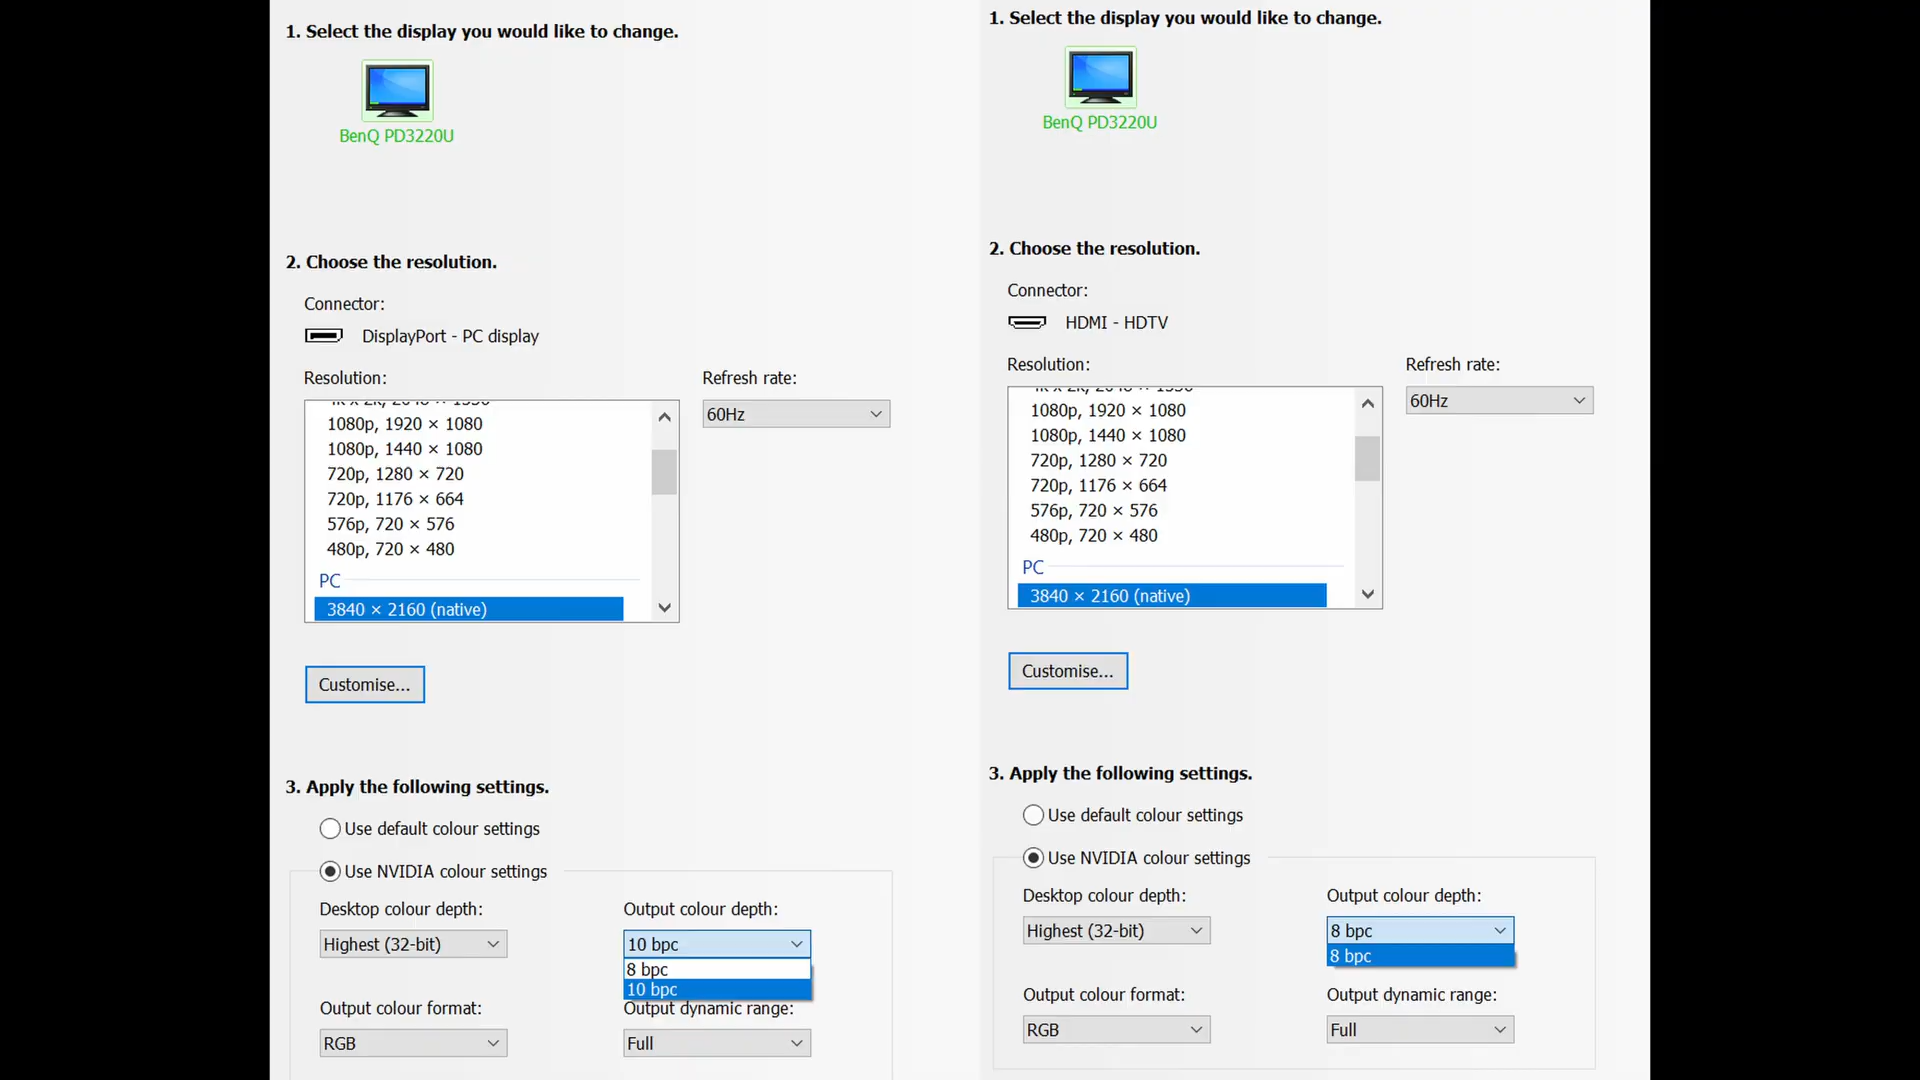 1. Select the display you would like to change.
BenQ PD3220U
2. Choose the resolution.
Connector:
DisplayPort - PC display
Resolution:
Refresh rate:
60Hz
1080p, 1920 × 1080
1080p, 1440 × 1080
720p, 1280 × 720
720p, 1176 × 664
576p, 720 × 576
480p, 720 × 480
PC
3840 × 2160 (native)
Customise...
3. Apply the following settings.
Use default colour settings
Use NVIDIA colour settings
Desktop colour depth:
Output colour depth:
Highest (32-bit)
10 bpc
8 bpc
10 bpc
Output colour format:
Output dynamic range:
RGB
Full
1. Select the display you would like to change.
BenQ PD3220U
2. Choose the resolution.
Connector:
HDMI - HDTV
Resolution:
Refresh rate:
60Hz
1080p, 1920 × 1080
1080p, 1440 × 1080
720p, 1280 × 720
720p, 1176 × 664
576p, 720 × 576
480p, 720 × 480
PC
3840 × 2160 (native)
Customise...
3. Apply the following settings.
Use default colour settings
Use NVIDIA colour settings
Desktop colour depth:
Output colour depth:
Highest (32-bit)
8 bpc
8 bpc
Output colour format:
Output dynamic range:
RGB
Full